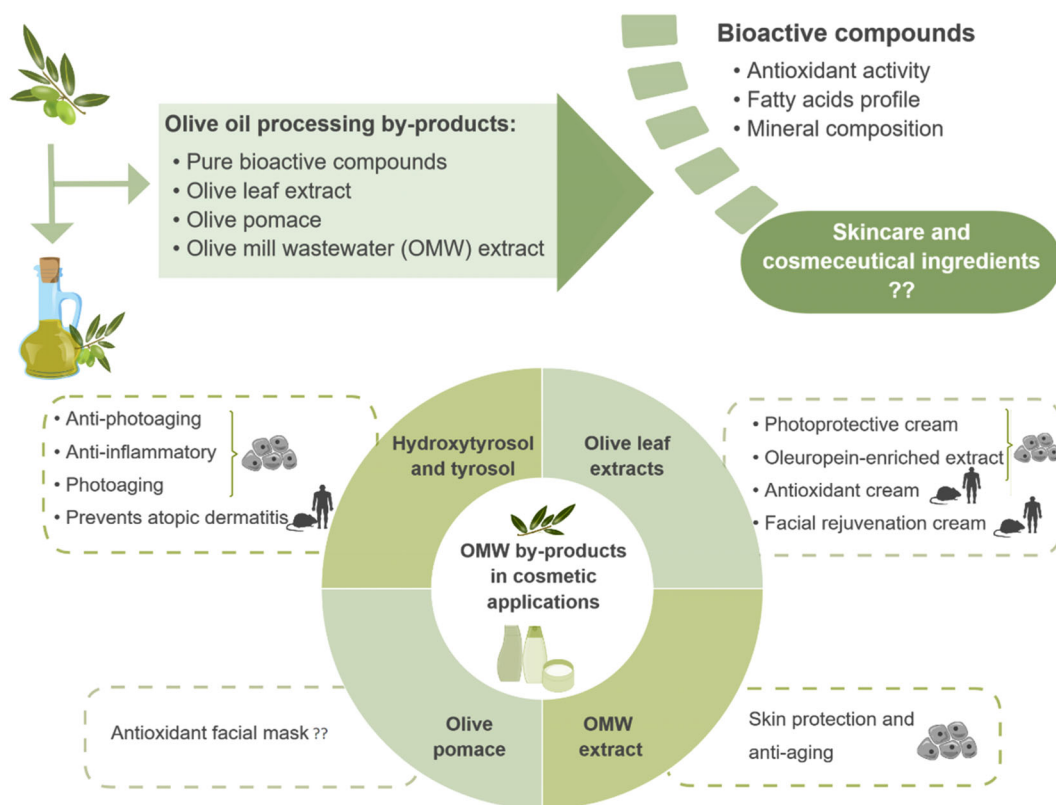 Bioactive compounds
• Antioxidant activity
• Fatty acids profile
• Mineral composition
Olive oil processing by-products:
• Pure bioactive compounds
• Olive leaf extract
• Olive pomace
• Olive mill wastewater (OMW) extract
Skincare and
cosmeceutical ingredients
??
• Anti-photoaging
• Anti-inflammatory
• Photoaging
• Prevents atopic dermatitis
Hydroxytyrosol
and tyrosol
Olive leaf
extracts
• Photoprotective cream
• Oleuropein-enriched extract
• Antioxidant cream
• Facial rejuvenation cream
OMW by-products
in cosmetic
applications
Antioxidant facial mask ??
Olive
pomace
OMW
extract
Skin protection and
anti-aging